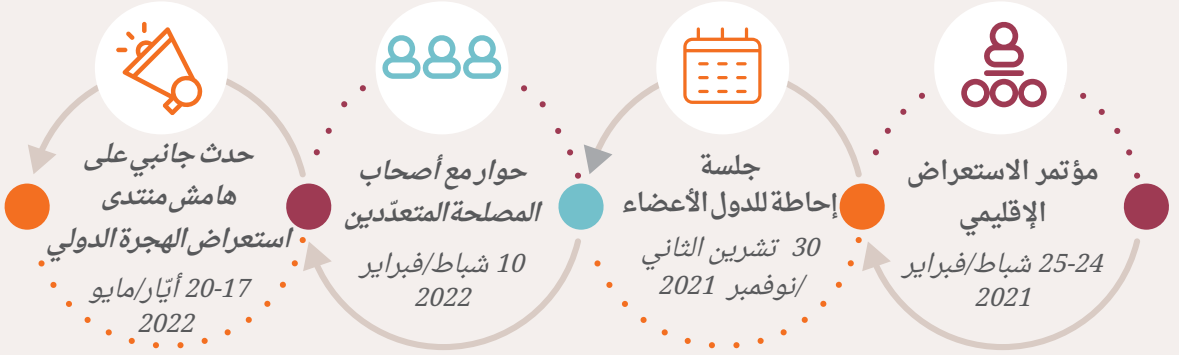 مؤتمر الاستعراض
الإقليمي
25-24 شباط/فبراير
2021
جلسة
إحاطة للدول الأعضاء
30 تشرين الثاني
/نوفمبر 2021
حوار مع أصحاب
المصلحة المتعدّدين
10 شباط/فبراير
2022
حدث جانبي على
هامش منتدى
استعراض الهجرة الدولي
20-17 أيّار/مايو
2022